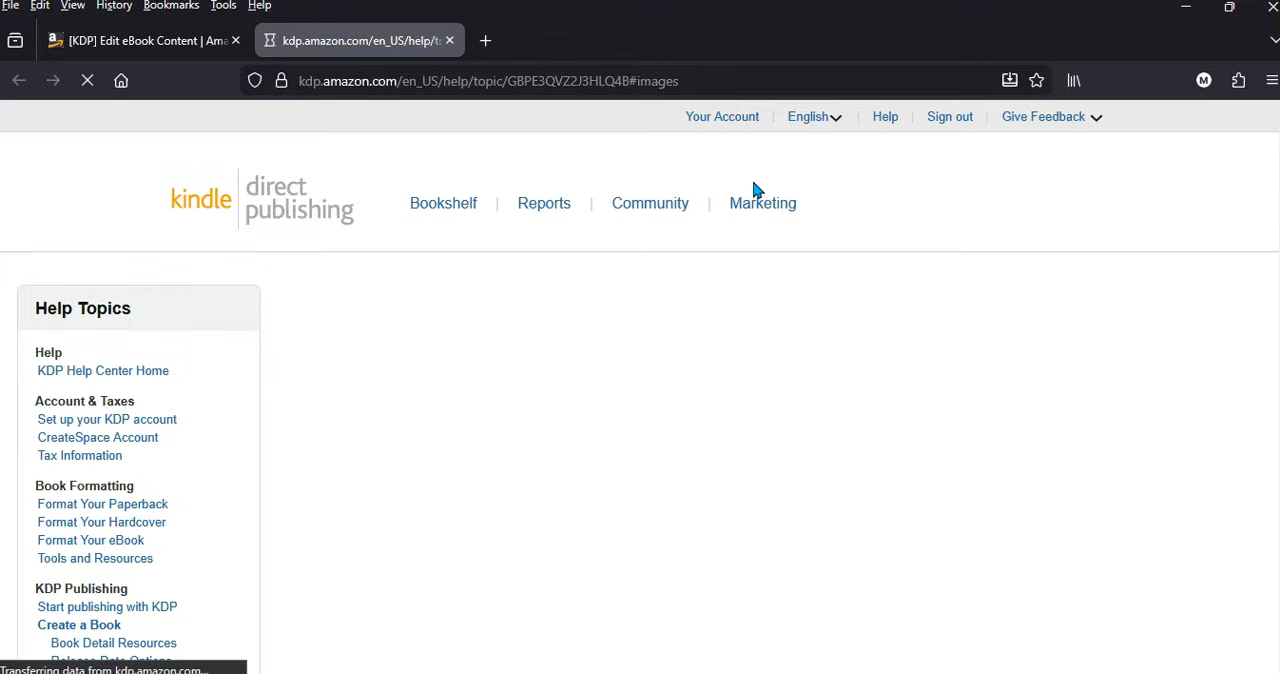 File Edit View History Bookmarks Tools Help
[KDP] Edit eBook Content | Ama
kdp.amazon.com/en_US/help/t
kdp.amazon.com/en_US/help/topic/GBPE3QVZ2J3HLQ4B#images
M
Your Account | English | Help | Sign out | Give Feedback
kindle direct publishing
Bookshelf | Reports | Community | Marketing
Help Topics
Help
KDP Help Center Home
Account & Taxes
Set up your KDP account
CreateSpace Account
Tax Information
Book Formatting
Format Your Paperback
Format Your Hardcover
Format Your eBook
Tools and Resources
KDP Publishing
Start publishing with KDP
Create a Book
Book Detail Resources
Release Date Options
Transferring data from kdp.amazon.com...